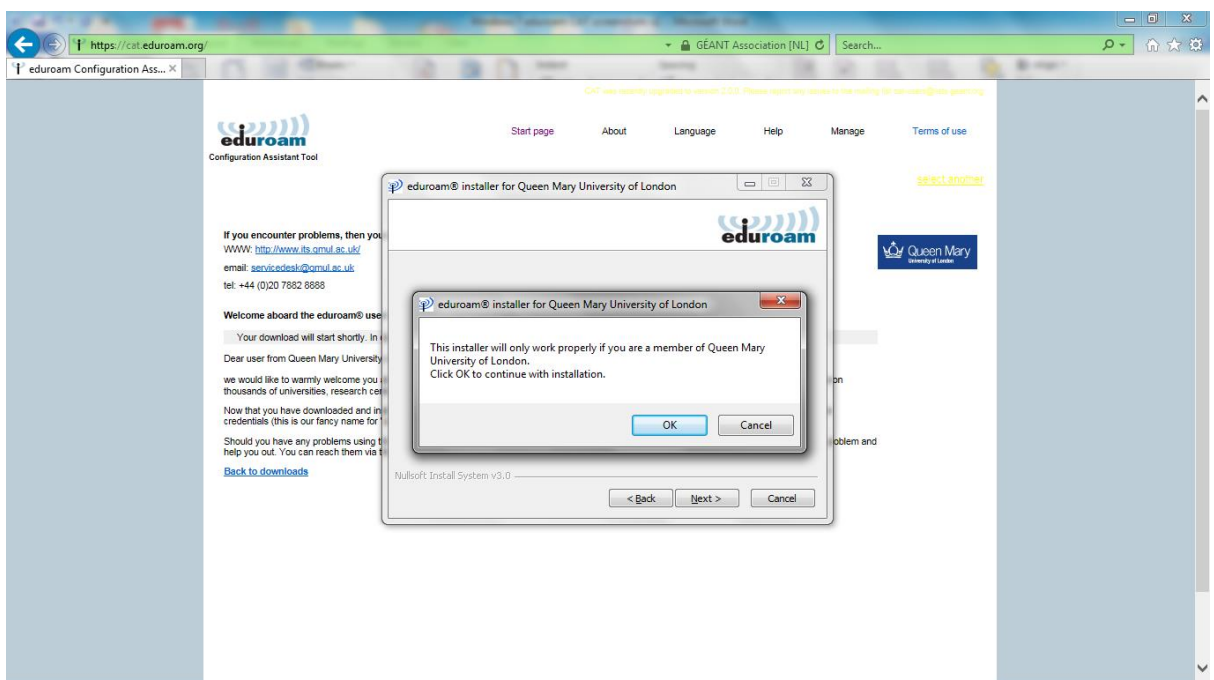 https://cat.eduroam.org/
GÉANT Association [NL]
Search...
eduroam Configuration Ass...
eduroam
Configuration Assistant Tool
Start page About Language Help Manage Terms of use
select another
eduroam® installer for Queen Mary University of London
eduroam
If you encounter problems, then you
WWW: http://www.its.qmul.ac.uk/
email: servicedesk@qmul.ac.uk
tel: +44 (0)20 7882 8888
Queen Mary
University of London
Welcome aboard the eduroam® use
Your download will start shortly. In
Dear user from Queen Mary University
we would like to warmly welcome you
on
thousands of universities, research cen
Now that you have downloaded and in
credentials (this is our fancy name for
Should you have any problems using
oblem and
help you out. You can reach them via
Back to downloads
eduroam® installer for Queen Mary University of London
This installer will only work properly if you are a member of Queen Mary
University of London.
Click OK to continue with installation.
OK Cancel
Nullsoft Install System v3.0
< Back Next > Cancel